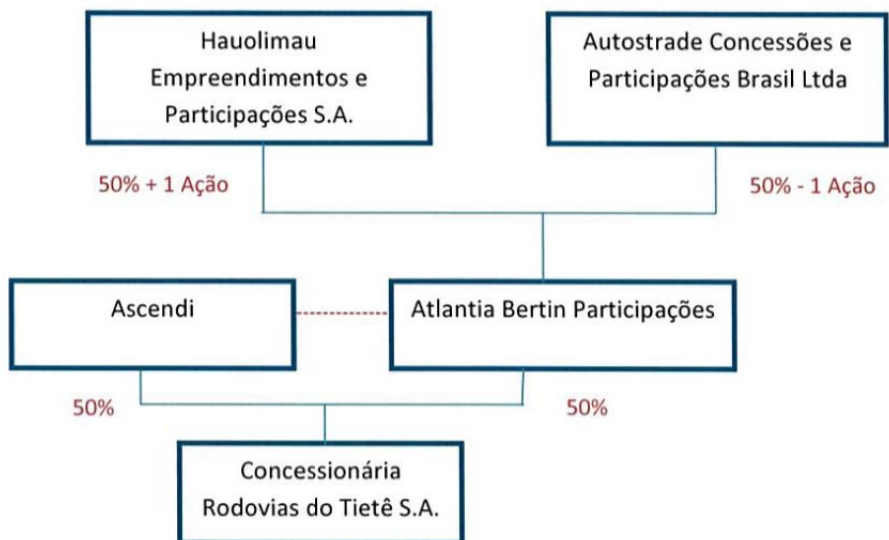 Hauolimau
Empreendimentos e
Participações S.A.
Autostrade Concessões e
Participações Brasil Ltda
50% + 1 Ação
50% - 1 Ação
Ascendi
Atlantia Bertin Participações
50%
50%
Concessionária
Rodovias do Tietê S.A.